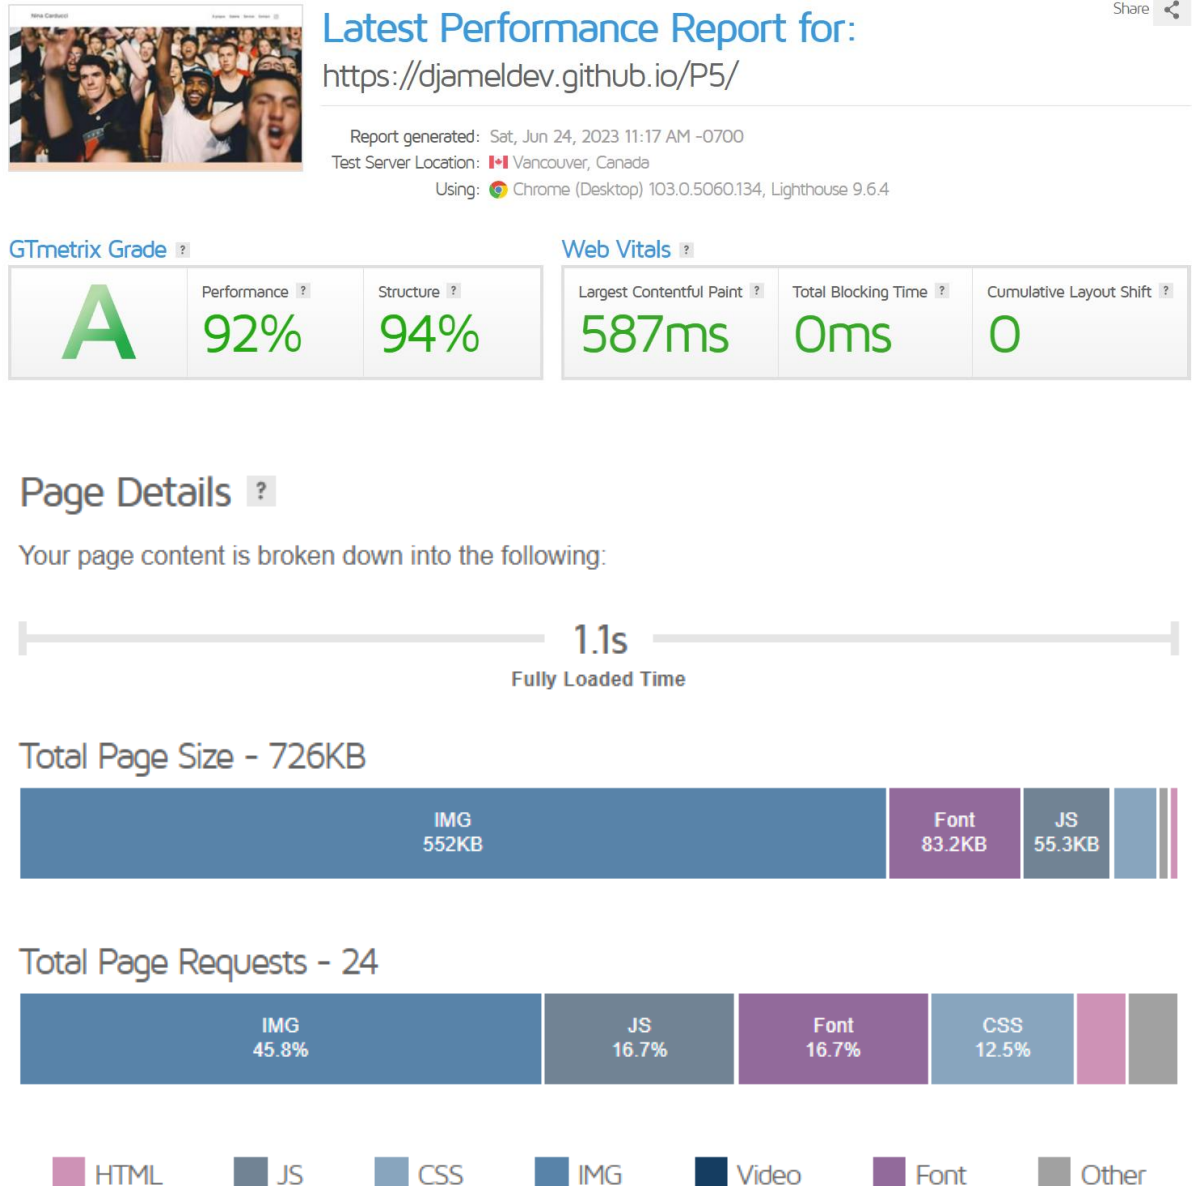 Nina Carducci
Share
Latest Performance Report for:
https://djameldev.github.io/P5/
Report generated: Sat, Jun 24, 2023 11:17 AM -0700
Test Server Location: Vancouver, Canada
Using: Chrome (Desktop) 103.0.5060.134, Lighthouse 9.6.4
GTmetrix Grade ?
Web Vitals ?
A
Performance ?
92%
Structure ?
94%
Largest Contentful Paint ?
587ms
Total Blocking Time ?
0ms
Cumulative Layout Shift ?
0
Page Details ?
Your page content is broken down into the following:
1.1s
Fully Loaded Time
Total Page Size - 726KB
IMG
552KB
Font
83.2KB
JS
55.3KB
Total Page Requests - 24
IMG
45.8%
JS
16.7%
Font
16.7%
CSS
12.5%
HTML JS CSS IMG Video Font Other